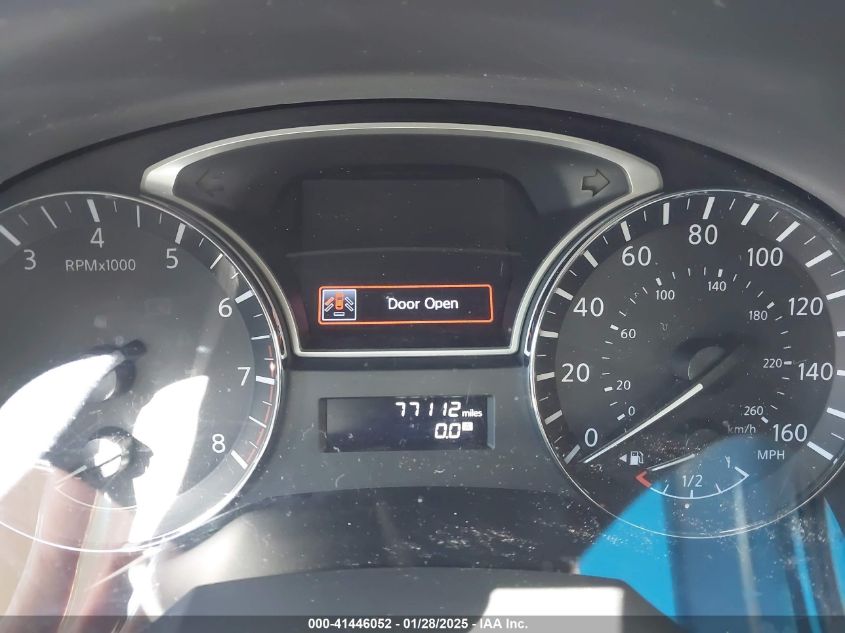 3 4 5 6 7 8
RPMx1000
Door Open
77112 miles
0.0 A
0 20 40 60 80 100 120 140 160
MPH
0 20 60 100 140 180 220 260
km/h
1/2 1
000-41446052 - 01/28/2025 - IAA Inc.